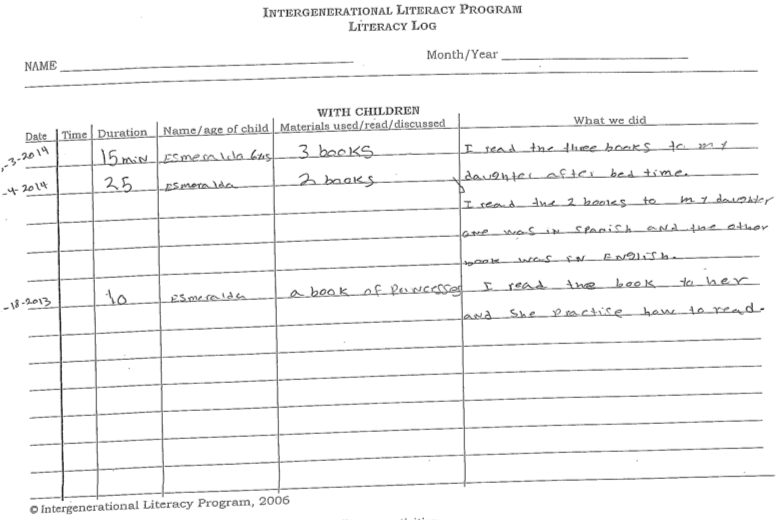 INTERGENERATIONAL LITERACY PROGRAM
LITERACY LOG
NAME Month/Year
WITH CHILDREN
Date Time Duration Name/age of child Materials used/read/discussed What we did
-3-2014 15 min Esmeralda 6yrs 3 books I read the three books to my
daughter after bed time.
-4-2014 25 Esmeralda 2 books
I read the 2 books to my daughter
one was in spanish and the other
book was in English.
-18-2013 10 Esmeralda a book of Princesses I read the book to her
and she practise how to read.
© Intergenerational Literacy Program, 2006